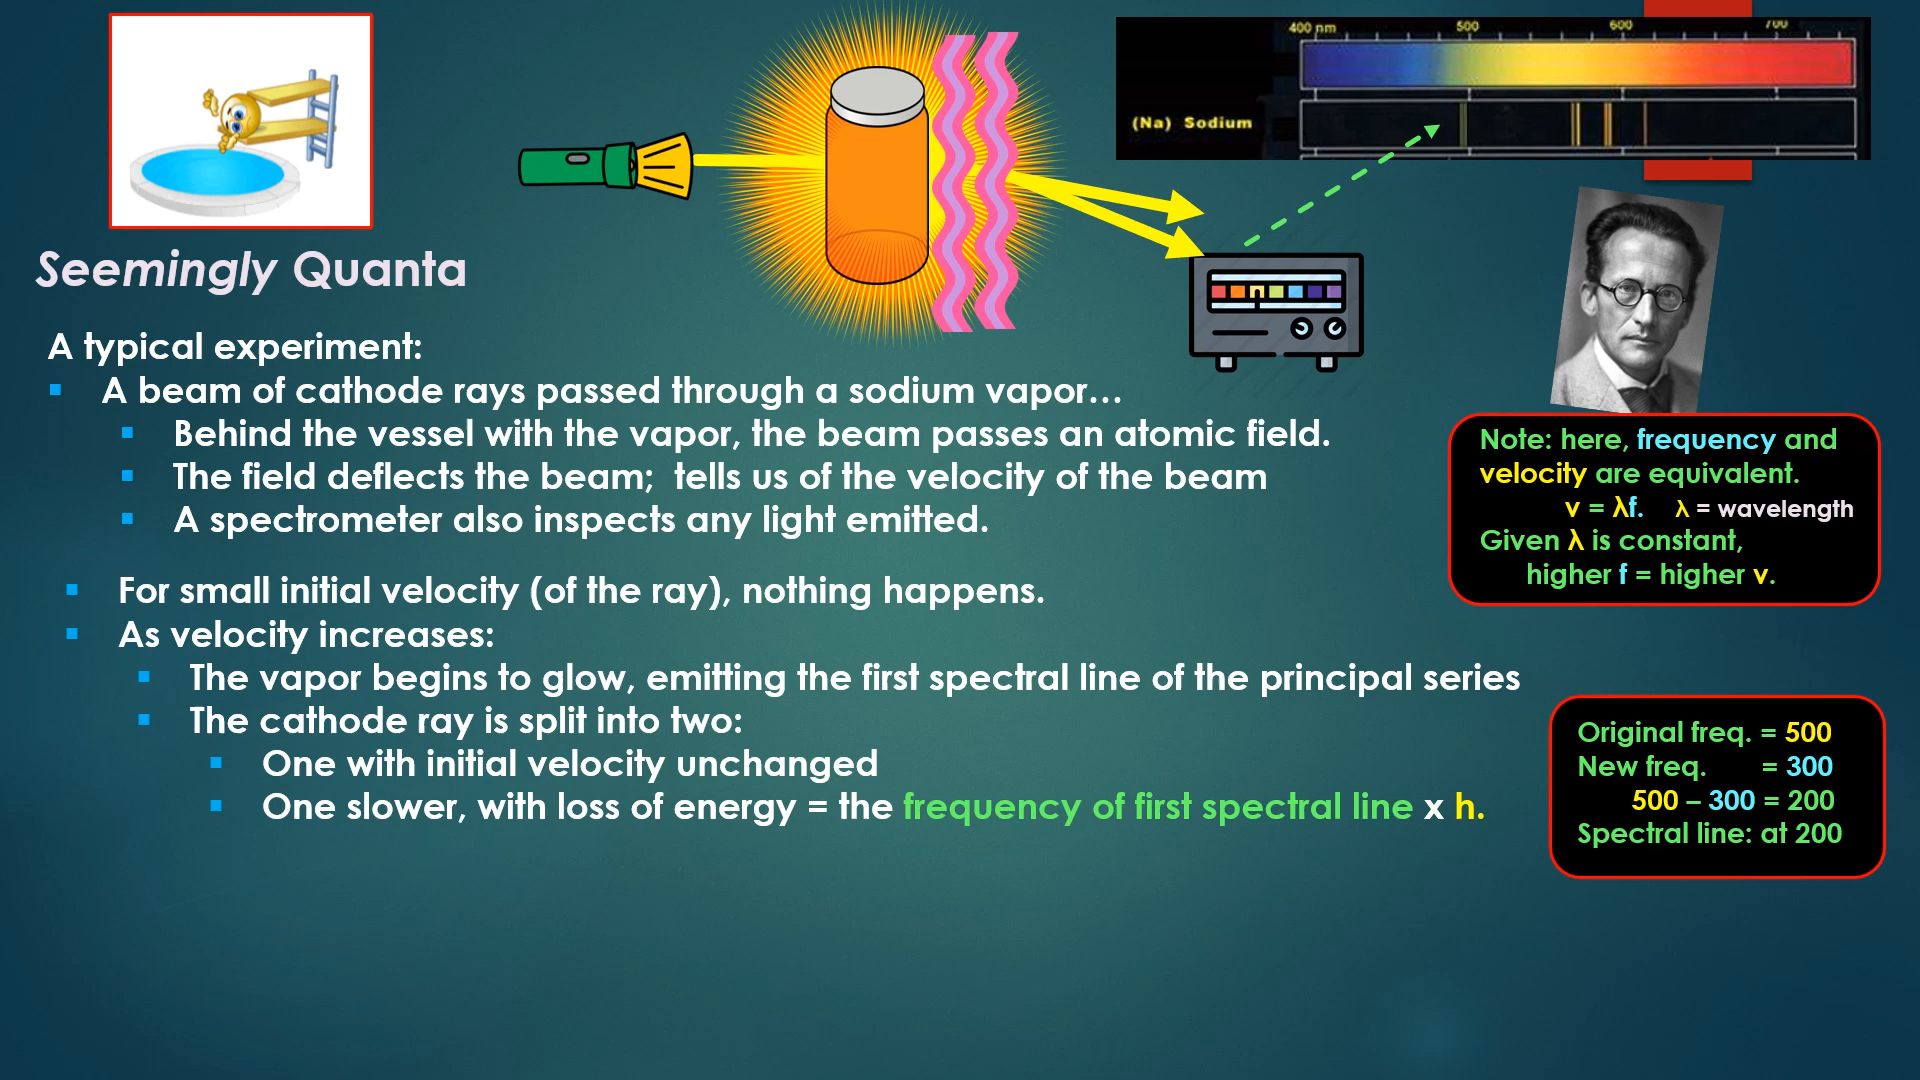 400 nm 500 600 700
(Na) Sodium
Seemingly Quanta
A typical experiment:
A beam of cathode rays passed through a sodium vapor…
Behind the vessel with the vapor, the beam passes an atomic field.
The field deflects the beam; tells us of the velocity of the beam
A spectrometer also inspects any light emitted.
For small initial velocity (of the ray), nothing happens.
As velocity increases:
The vapor begins to glow, emitting the first spectral line of the principal series
The cathode ray is split into two:
One with initial velocity unchanged
One slower, with loss of energy = the frequency of first spectral line x h.
Note: here, frequency and
velocity are equivalent.
v = λf. λ = wavelength
Given λ is constant,
higher f = higher v.
Original freq. = 500
New freq. = 300
500 – 300 = 200
Spectral line: at 200